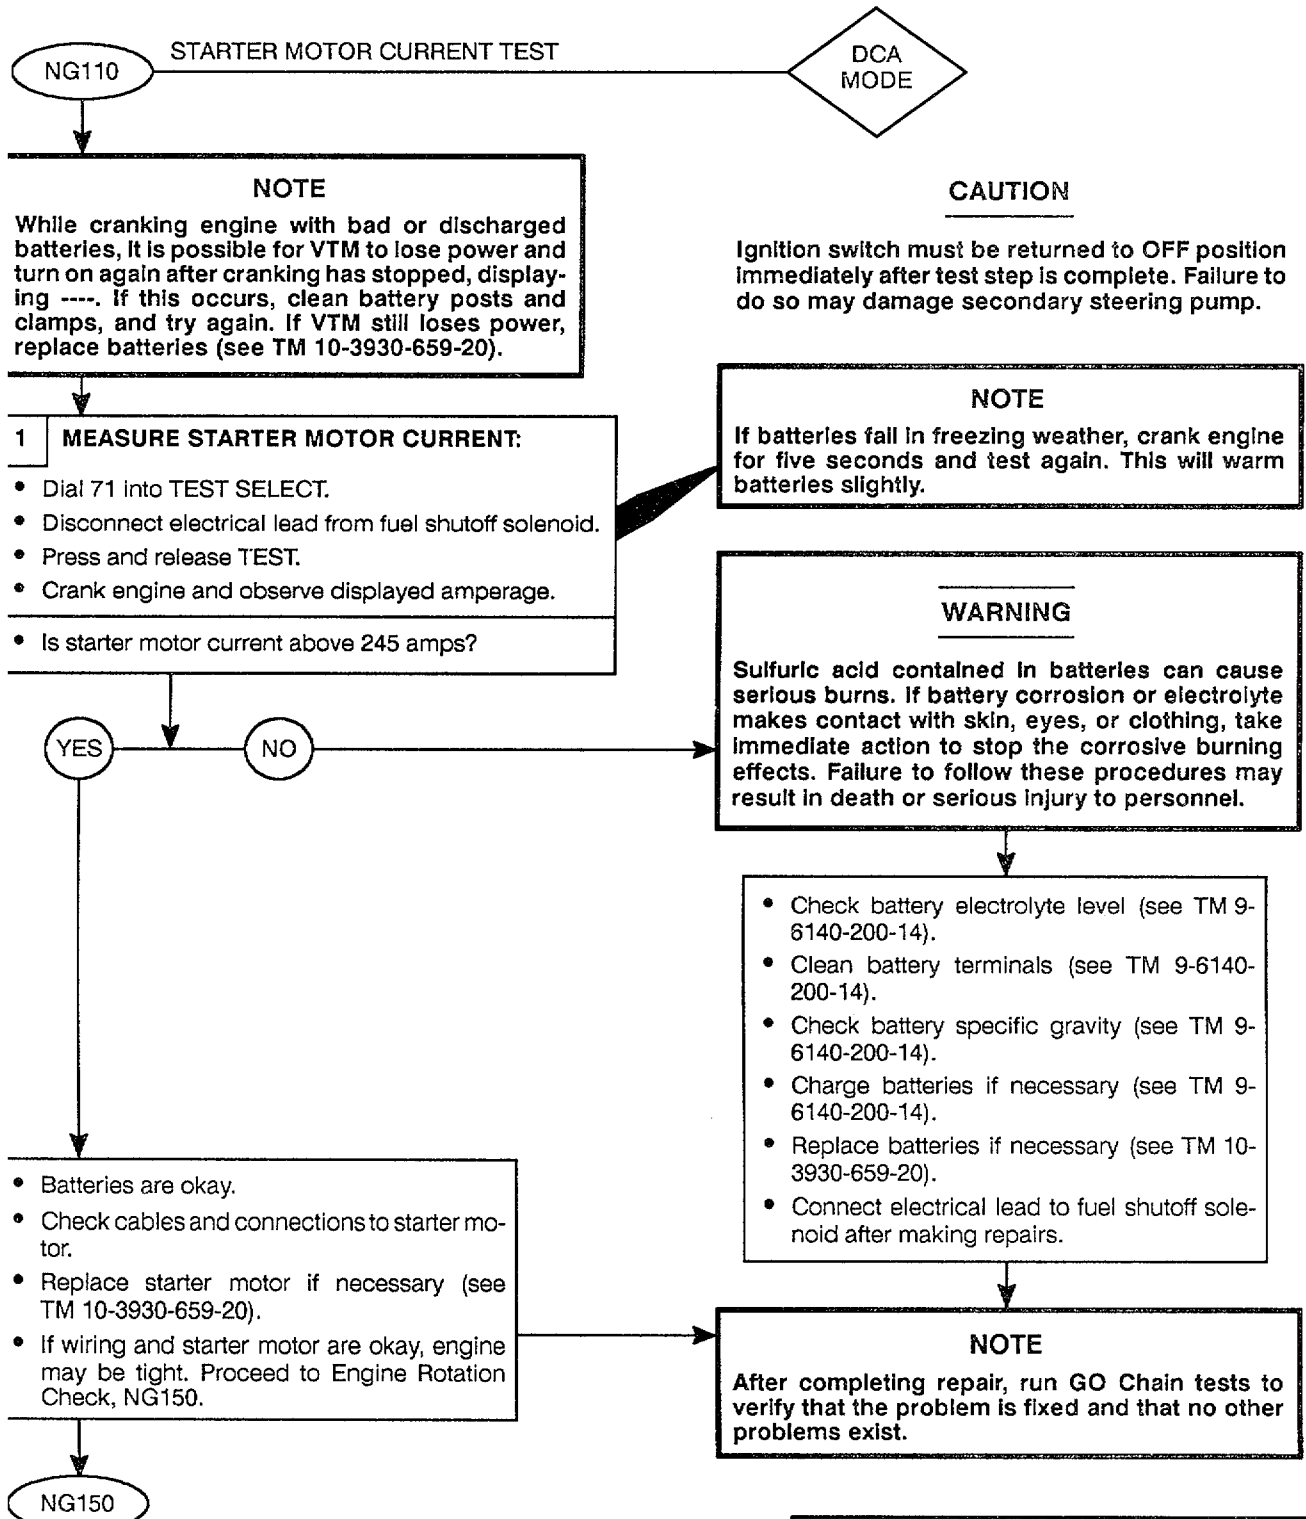 NG110
STARTER MOTOR CURRENT TEST
DCA
MODE
NOTE
While cranking engine with bad or discharged
batteries, it is possible for VTM to lose power and
turn on again after cranking has stopped, display-
ing ----. If this occurs, clean battery posts and
clamps, and try again. If VTM still loses power,
replace batteries (see TM 10-3930-659-20).
CAUTION
Ignition switch must be returned to OFF position
immediately after test step is complete. Failure to
do so may damage secondary steering pump.
1 MEASURE STARTER MOTOR CURRENT:
• Dial 71 into TEST SELECT.
• Disconnect electrical lead from fuel shutoff solenoid.
• Press and release TEST.
• Crank engine and observe displayed amperage.
• Is starter motor current above 245 amps?
NOTE
If batteries fail in freezing weather, crank engine
for five seconds and test again. This will warm
batteries slightly.
YES
NO
WARNING
Sulfuric acid contained in batteries can cause
serious burns. If battery corrosion or electrolyte
makes contact with skin, eyes, or clothing, take
immediate action to stop the corrosive burning
effects. Failure to follow these procedures may
result in death or serious injury to personnel.
• Check battery electrolyte level (see TM 9-
6140-200-14).
• Clean battery terminals (see TM 9-6140-
200-14).
• Check battery specific gravity (see TM 9-
6140-200-14).
• Charge batteries if necessary (see TM 9-
6140-200-14).
• Replace batteries if necessary (see TM 10-
3930-659-20).
• Connect electrical lead to fuel shutoff sole-
noid after making repairs.
• Batteries are okay.
• Check cables and connections to starter mo-
tor.
• Replace starter motor if necessary (see
TM 10-3930-659-20).
• If wiring and starter motor are okay, engine
may be tight. Proceed to Engine Rotation
Check, NG150.
NOTE
After completing repair, run GO Chain tests to
verify that the problem is fixed and that no other
problems exist.
NG150